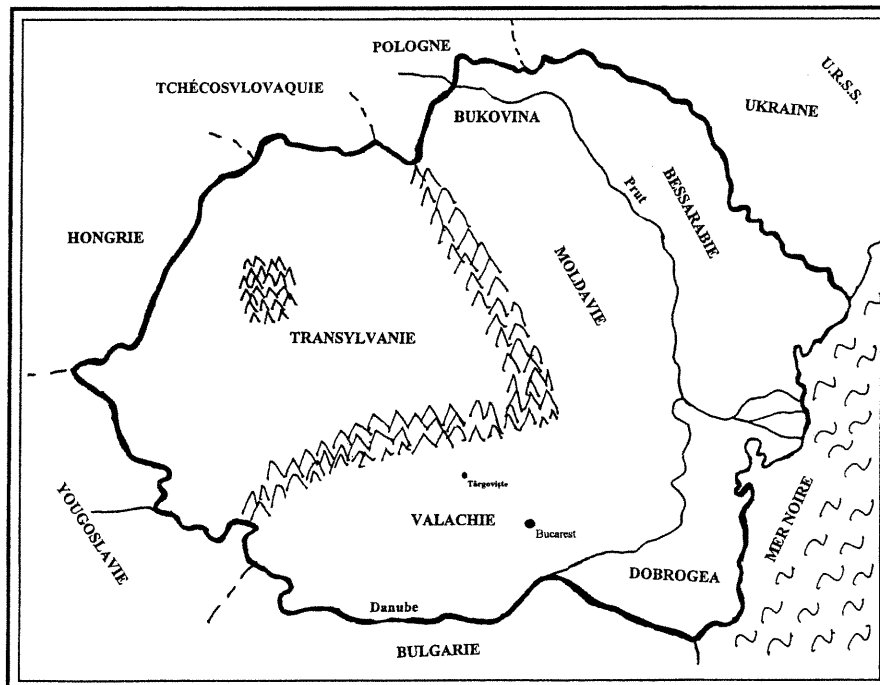 POLOGNE
U.R.S.S.
TCHÉCOSVLOVAQUIE
UKRAINE
BUKOVINA
Prut
BESSARABIE
HONGRIE
MOLDAVIE
TRANSYLVANIE
Târgoviște
YOUGOSLAVIE
VALACHIE
Bucarest
MER NOIRE
DOBROGEA
Danube
BULGARIE